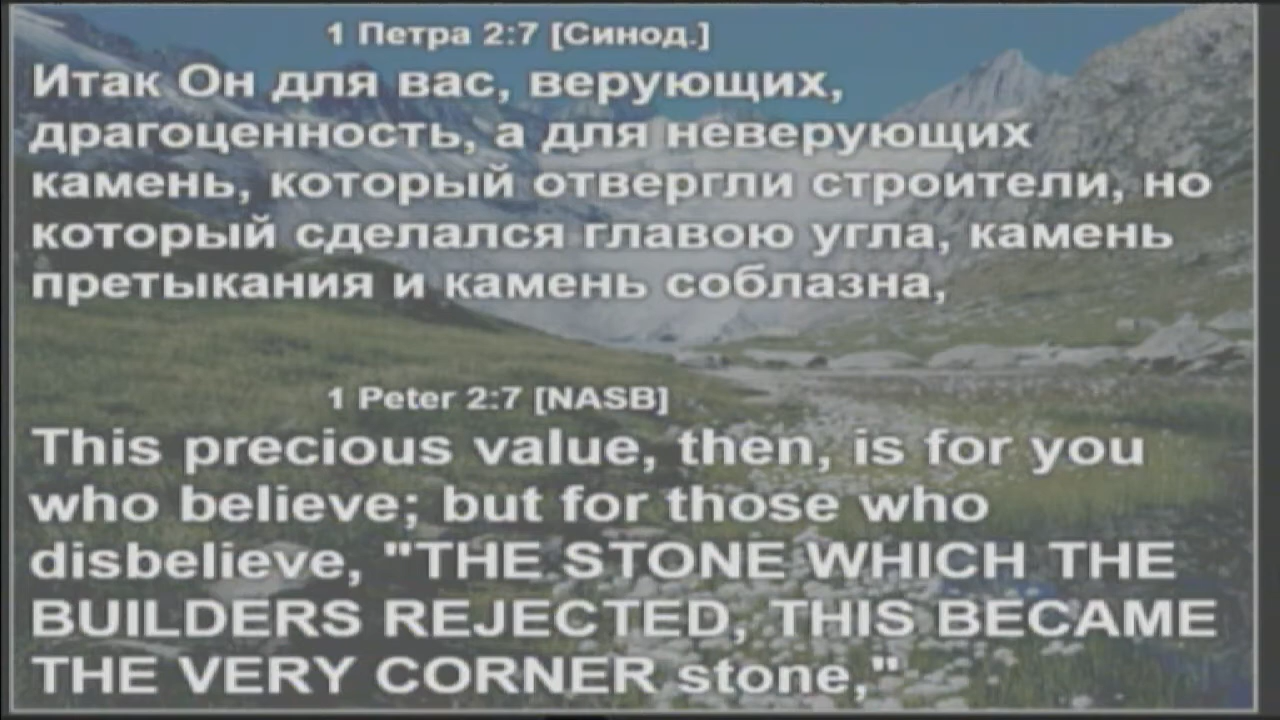 1 Петра 2:7 [Синод.]
Итак Он для вас, верующих,
драгоценность, а для неверующих
камень, который отвергли строители, но
который сделался главою угла, камень
претыкания и камень соблазна,
1 Peter 2:7 [NASB]
This precious value, then, is for you
who believe; but for those who
disbelieve, "THE STONE WHICH THE
BUILDERS REJECTED, THIS BECAME
THE VERY CORNER stone,"